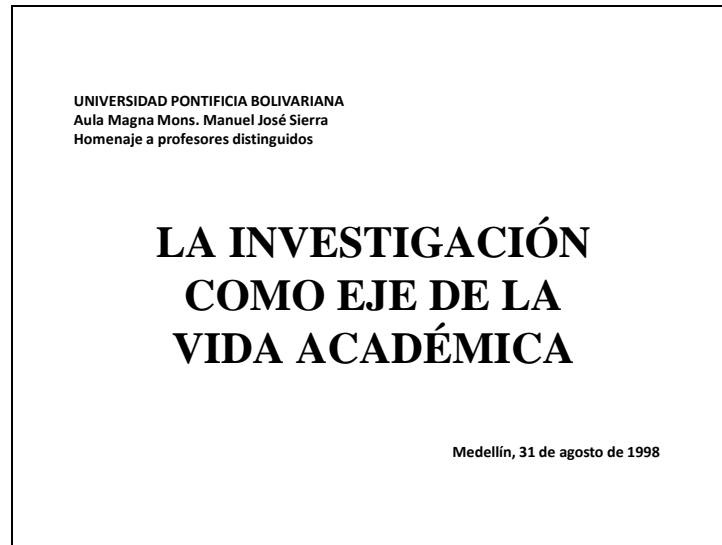 UNIVERSIDAD PONTIFICIA BOLIVARIANA
Aula Magna Mons. Manuel José Sierra
Homenaje a profesores distinguidos
LA INVESTIGACIÓN
COMO EJE DE LA
VIDA ACADÉMICA
Medellín, 31 de agosto de 1998